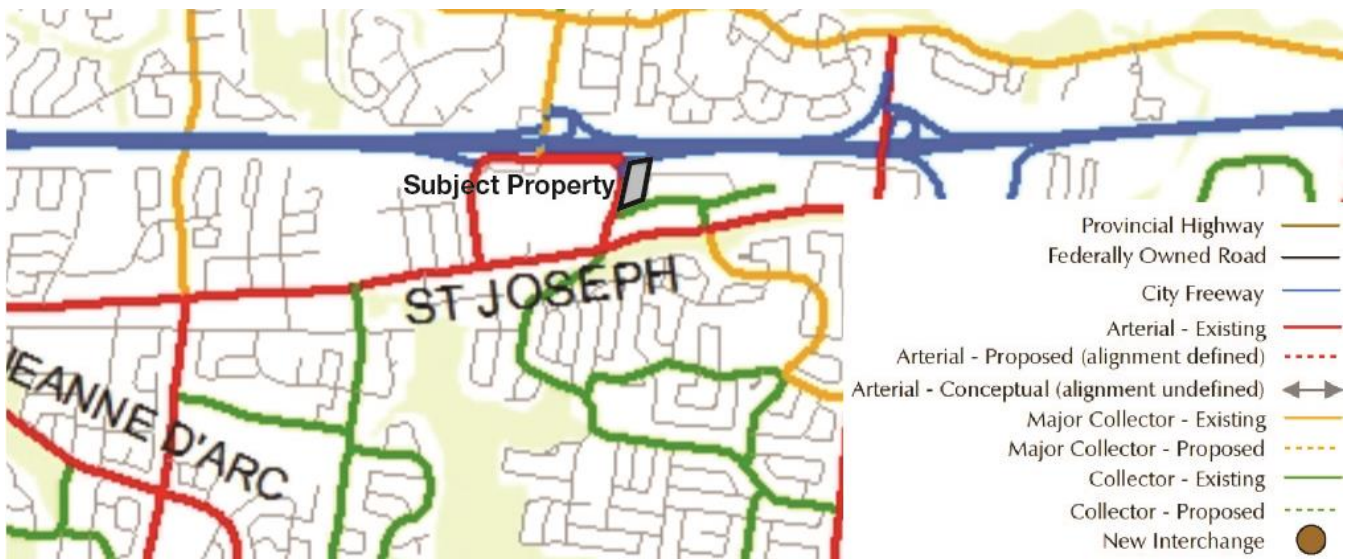 Subject Property
ST JOSEPH
JEANNE D'ARC
Provincial Highway
Federally Owned Road
City Freeway
Arterial - Existing
Arterial - Proposed (alignment defined)
Arterial - Conceptual (alignment undefined)
Major Collector - Existing
Major Collector - Proposed
Collector - Existing
Collector - Proposed
New Interchange